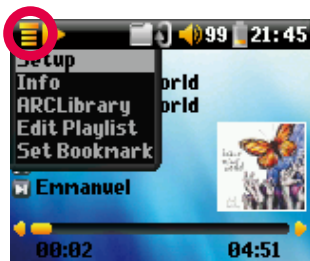 99 21:45
Setup
Info orld
ARCLibrary orld
Edit Playlist
Set Bookmark
Emmanuel
00:02 04:51